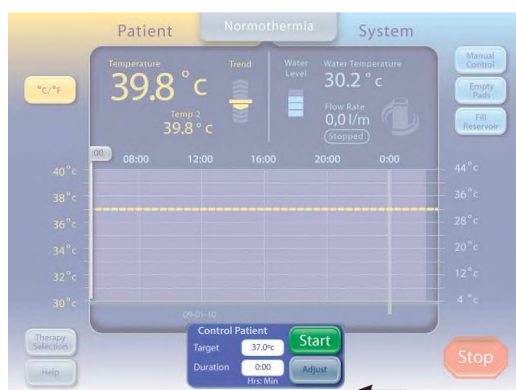 Patient
Normothermia
System
Temperature
39.8 °c
Trend
Temp 2
39.8 ° c
Water Level
Water Temperature
30.2 ° c
Flow Rate
0,0 l/m
Stopped
°C/°F
Manual Control
Empty Pads
Fill Reservoir
:00
08:00
12:00
16:00
20:00
0:00
40°c
38°c
36°c
34°c
32°c
30°c
44°c
36°c
28°c
20°c
12°c
4 °c
09-01-10
Therapy Selection
Help
Control Patient
Target
37.0ºc
Start
Duration
0:00
Adjust
Hrs: Min
Stop